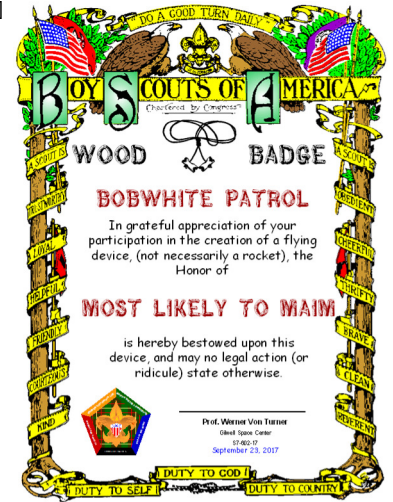 DO A GOOD TURN DAILY
BOY SCOUTS OF AMERICA
Chartered by Congress
WOOD BADGE
A SCOUT IS
A SCOUT IS
TRUSTWORTHY
OBEDIENT
LOYAL
CHEERFUL
HELPFUL
THRIFTY
FRIENDLY
BRAVE
COURTEOUS
CLEAN
KIND
REVERENT
BOBWHITE PATROL
In grateful appreciation of your
participation in the creation of a flying
device, (not necessarily a rocket), the
Honor of
MOST LIKELY TO MAIM
is hereby bestowed upon this
device, and may no legal action (or
ridicule) state otherwise.
Prof. Werner Von Turner
Gilwell Space Center
S7-602-17
September 23, 2017
DUTY TO GOD
DUTY TO SELF
DUTY TO COUNTRY